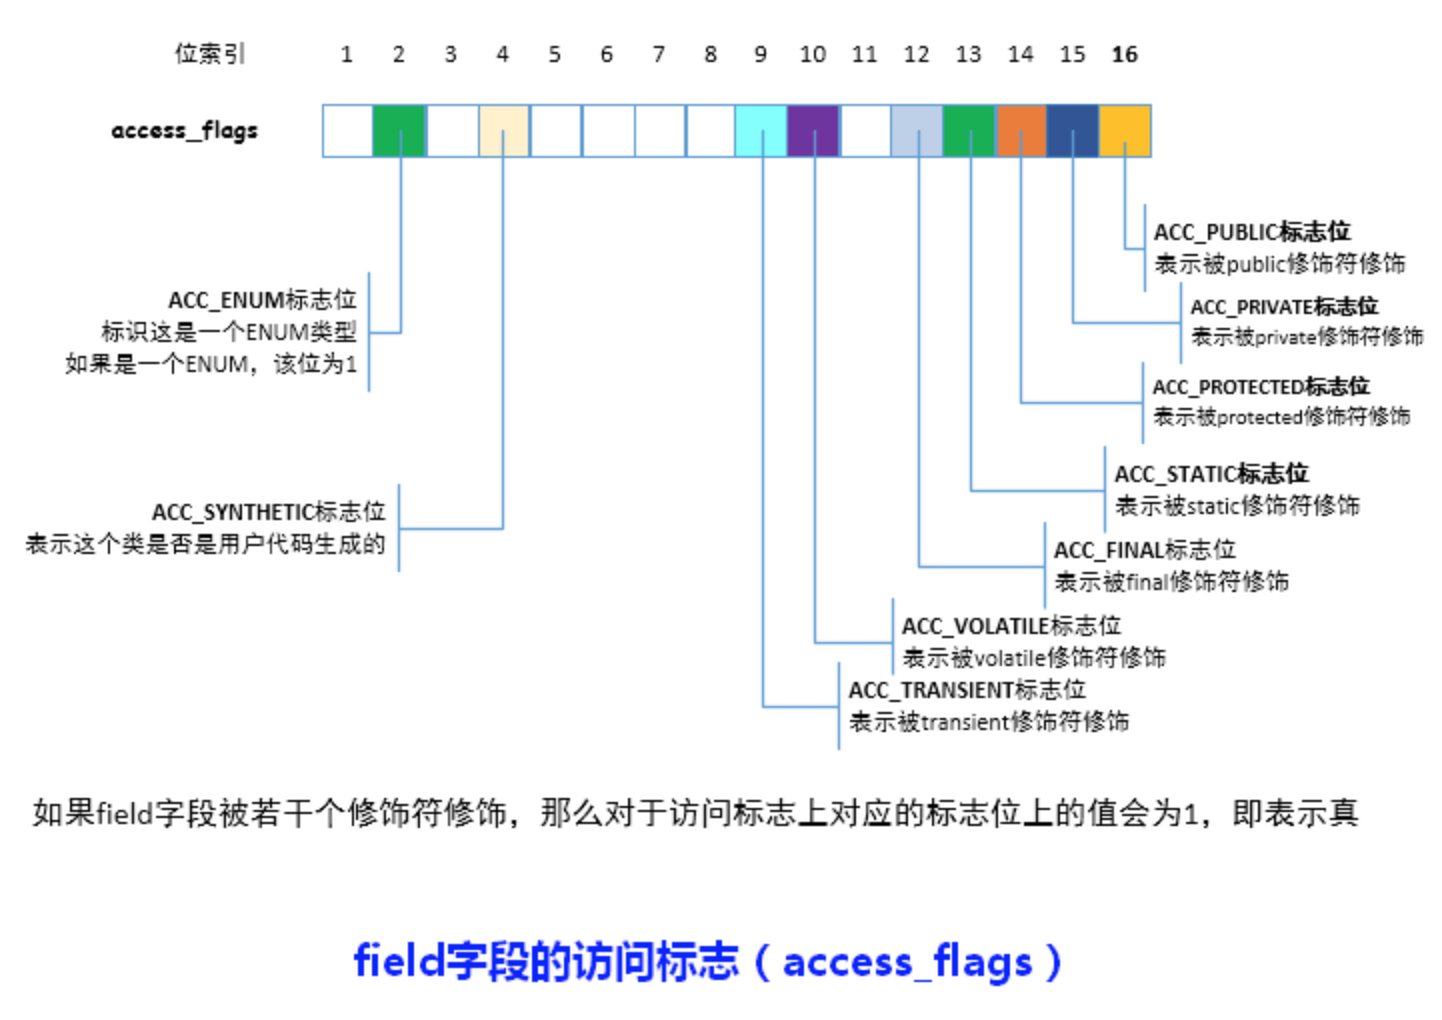 位索引 1 2 3 4 5 6 7 8 9 10 11 12 13 14 15 16
access_flags
ACC_PUBLIC标志位
表示被public修饰符修饰
ACC_ENUM标志位
标识这是一个ENUM类型
如果是一个ENUM，该位为1
ACC_PRIVATE标志位
表示被private修饰符修饰
ACC_PROTECTED标志位
表示被protected修饰符修饰
ACC_STATIC标志位
表示被static修饰符修饰
ACC_SYNTHETIC标志位
表示这个类是否是用户代码生成的
ACC_FINAL标志位
表示被final修饰符修饰
ACC_VOLATILE标志位
表示被volatile修饰符修饰
ACC_TRANSIENT标志位
表示被transient修饰符修饰
如果field字段被若干个修饰符修饰，那么对于访问标志上对应的标志位上的值会为1，即表示真
field字段的访问标志（access_flags）